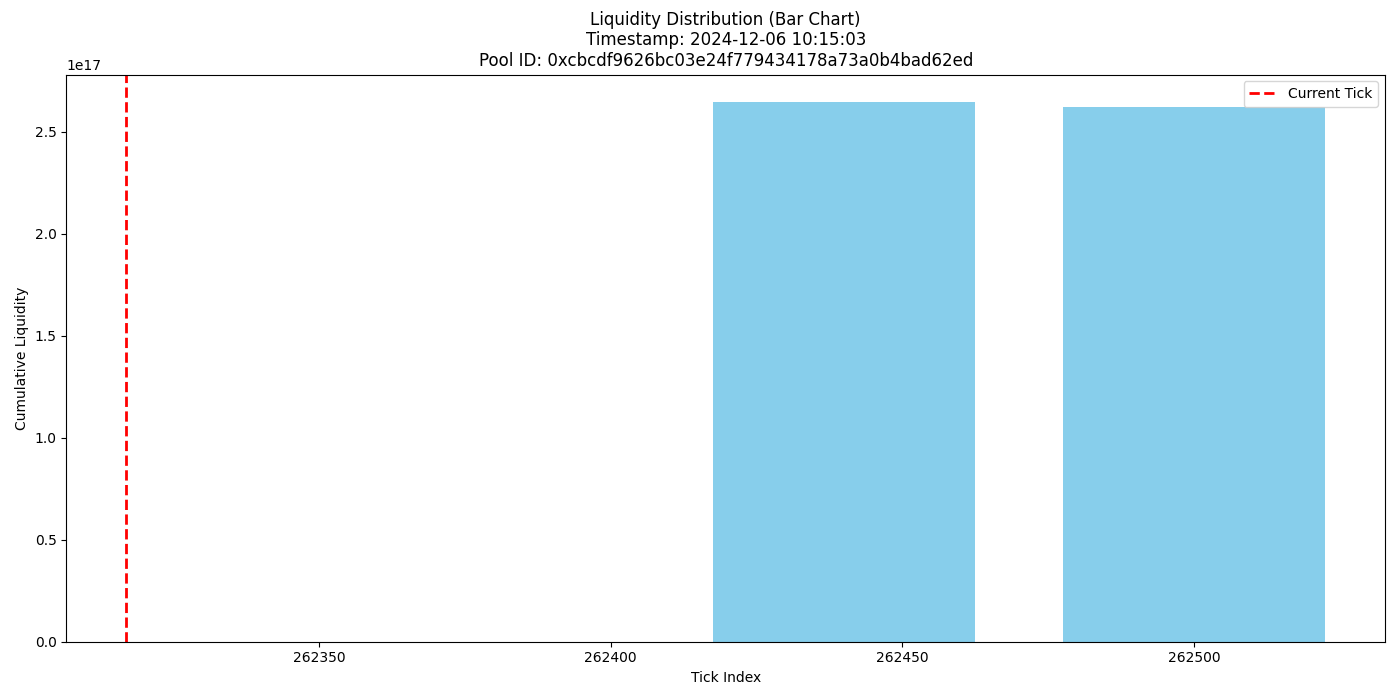 Liquidity Distribution (Bar Chart)
Timestamp: 2024-12-06 10:15:03
Pool ID: 0xcbcdf9626bc03e24f779434178a73a0b4bad62ed
1e17
Current Tick
2.5
2.0
1.5
1.0
0.5
0.0
Cumulative Liquidity
262350 262400 262450 262500
Tick Index